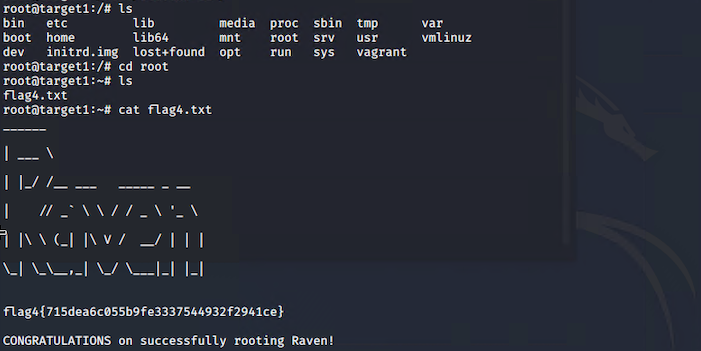 root@target1:/# ls
bin   etc         lib         media  proc  sbin  tmp      var
boot  home        lib64       mnt    root  srv   usr      vmlinuz
dev   initrd.img  lost+found  opt    run   sys   vagrant
root@target1:/# cd root
root@target1:~# ls
flag4.txt
root@target1:~# cat flag4.txt
______
| ___ \
| |_/ /__ ___   _____ _ __
|    // _` \ \ / / _ \ '_ \
| |\ \ (_| |\ V /  __/ | | |
\_| \_\__,_| \_/ \___|_| |_|
flag4{715dea6c055b9fe3337544932f2941ce}
CONGRATULATIONS on successfully rooting Raven!